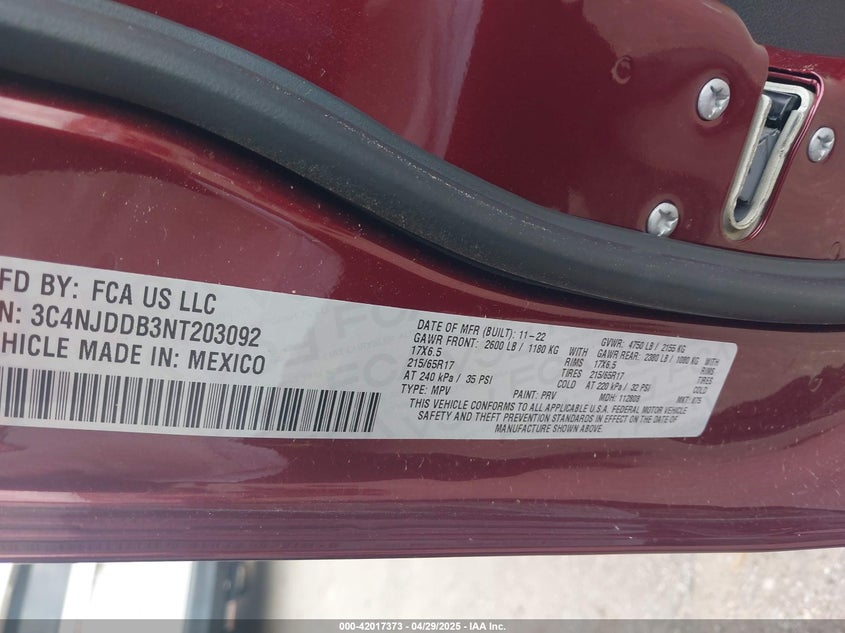 FD BY: FCA US LLC
N: 3C4NJDDB3NT203092
EHICLE MADE IN: MEXICO
DATE OF MFR (BUILT): 11-22 GVWR: 4750 LB / 2155 KG
GAWR FRONT: 2600 LB / 1180 KG WITH GAWR REAR: 2380 LB / 1080 KG WITH
17X6.5 RIMS 17X6.5 RIMS
215/65R17 TIRES 215/65R17 TIRES
AT 240 kPa / 35 PSI COLD AT 220 kPa / 32 PSI COLD
TYPE: MPV PAINT: PRV MDH: 112808 MKT: 875
THIS VEHICLE CONFORMS TO ALL APPLICABLE U.S.A. FEDERAL MOTOR VEHICLE
SAFETY AND THEFT PREVENTION STANDARDS IN EFFECT ON THE DATE OF
MANUFACTURE SHOWN ABOVE.
000-42017373 - 04/29/2025 - IAA Inc.